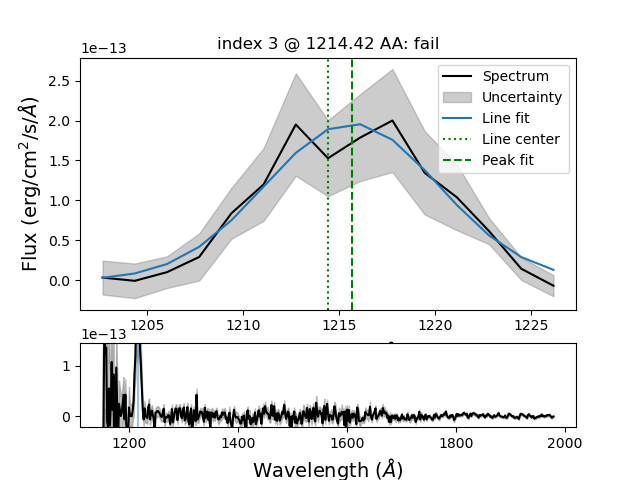 index 3 @ 1214.42 AA: fail
1e−13
Flux (erg/cm²/s/Å)
2.5
2.0
1.5
1.0
0.5
0.0
Spectrum
Uncertainty
Line fit
Line center
Peak fit
1205 1210 1215 1220 1225
1e−13
1
0
1200 1400 1600 1800 2000
Wavelength (Å)